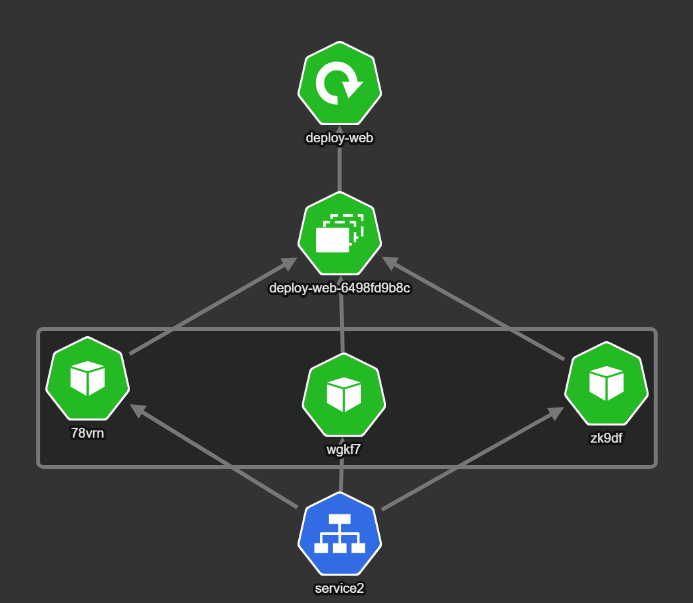 deploy-web
deploy-web-6498fd9b8c
78vrn
wgkf7
zk9df
service2